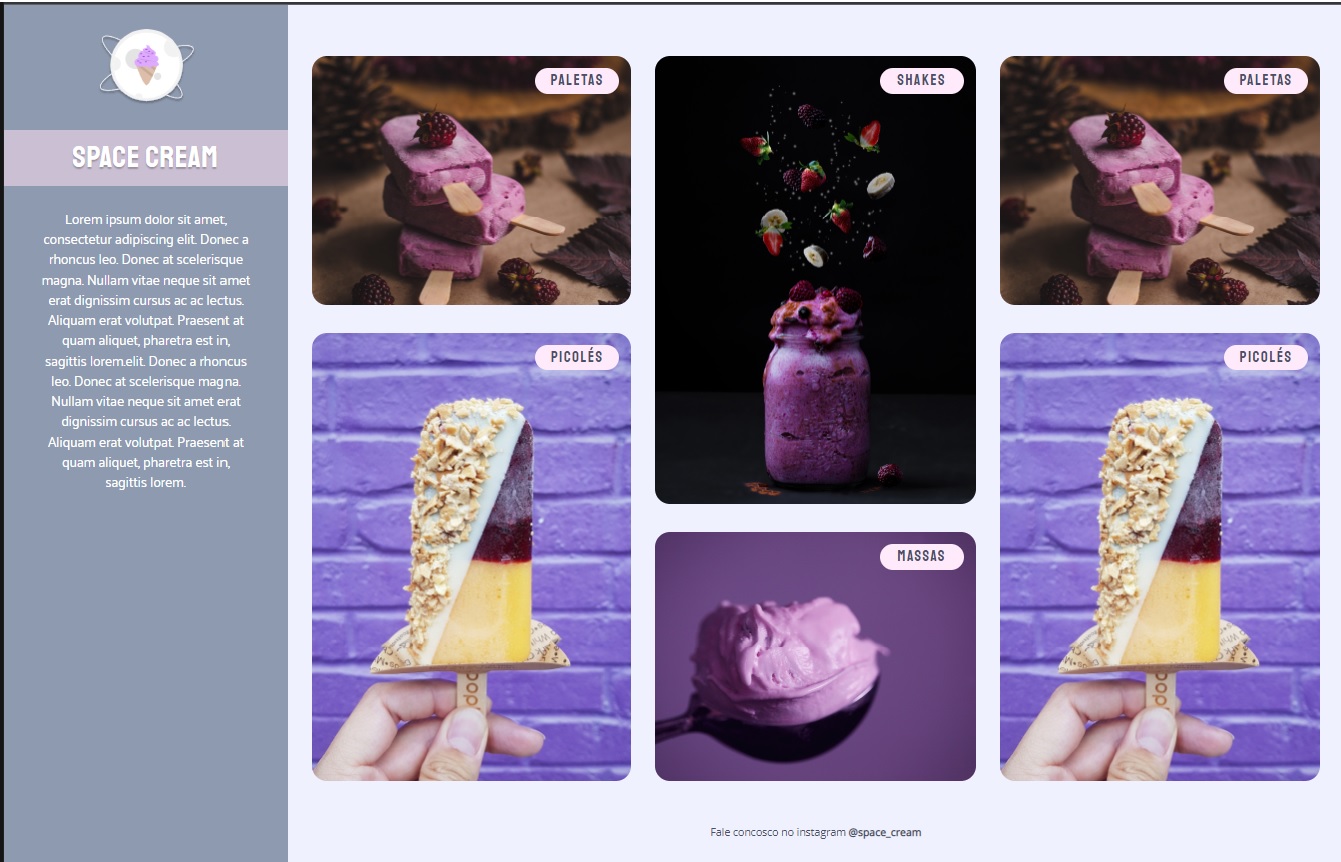 SPACE CREAM
Lorem ipsum dolor sit amet,
consectetur adipiscing elit. Donec a
rhoncus leo. Donec at scelerisque
magna. Nullam vitae neque sit amet
erat dignissim cursus ac ac lectus.
Aliquam erat volutpat. Praesent at
quam aliquet, pharetra est in,
sagittis lorem.elit. Donec a rhoncus
leo. Donec at scelerisque magna.
Nullam vitae neque sit amet erat
dignissim cursus ac ac lectus.
Aliquam erat volutpat. Praesent at
quam aliquet, pharetra est in,
sagittis lorem.
PALETAS
SHAKES
PALETAS
PICOLÉS
PICOLÉS
MASSAS
Fale concosco no instagram @space_cream